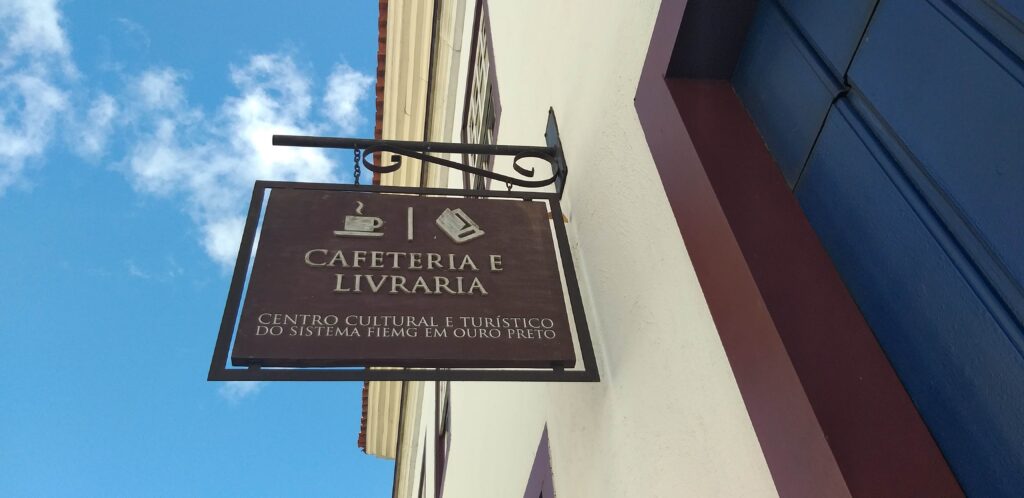 CAFETERIA E
LIVRARIA
CENTRO CULTURAL E TURÍSTICO
DO SISTEMA FIEMG EM OURO PRETO